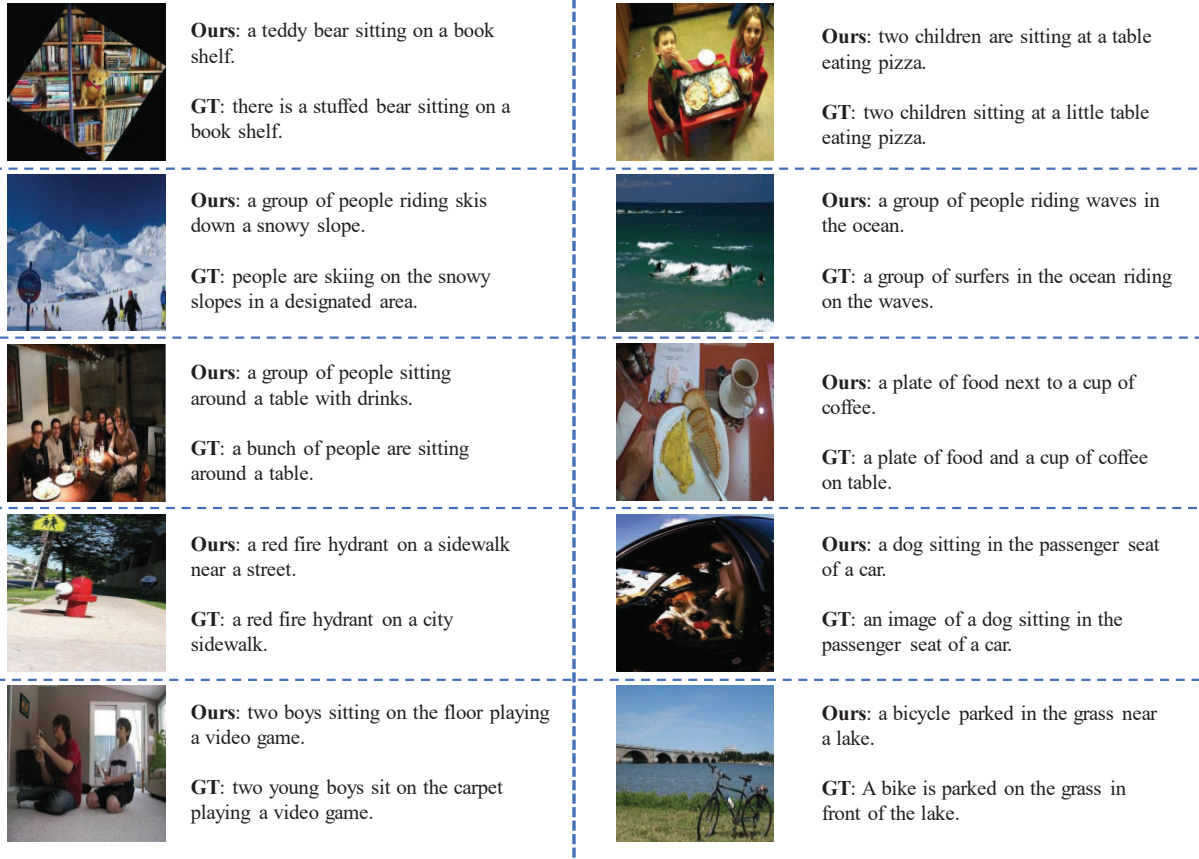 Ours: a teddy bear sitting on a book
shelf.
GT: there is a stuffed bear sitting on a
book shelf.
Ours: two children are sitting at a table
eating pizza.
GT: two children sitting at a little table
eating pizza.
Ours: a group of people riding skis
down a snowy slope.
GT: people are skiing on the snowy
slopes in a designated area.
Ours: a group of people riding waves in
the ocean.
GT: a group of surfers in the ocean riding
on the waves.
Ours: a group of people sitting
around a table with drinks.
GT: a bunch of people are sitting
around a table.
Ours: a plate of food next to a cup of
coffee.
GT: a plate of food and a cup of coffee
on table.
Ours: a red fire hydrant on a sidewalk
near a street.
GT: a red fire hydrant on a city
sidewalk.
Ours: a dog sitting in the passenger seat
of a car.
GT: an image of a dog sitting in the
passenger seat of a car.
Ours: two boys sitting on the floor playing
a video game.
GT: two young boys sit on the carpet
playing a video game.
Ours: a bicycle parked in the grass near
a lake.
GT: A bike is parked on the grass in
front of the lake.